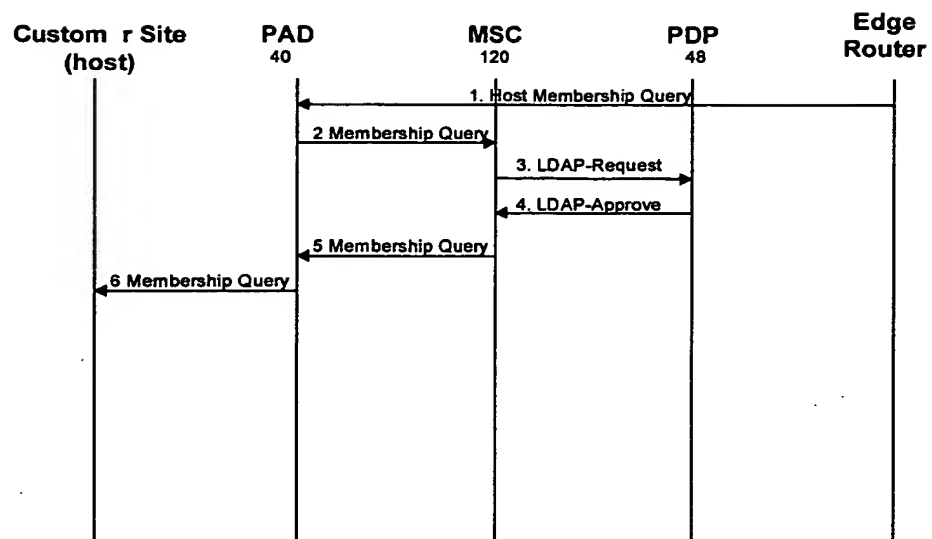 Custom r Site
(host)
PAD
40
MSC
120
PDP
48
Edge
Router
1. Host Membership Query
2 Membership Query
3. LDAP-Request
4. LDAP-Approve
5 Membership Query
6 Membership Query